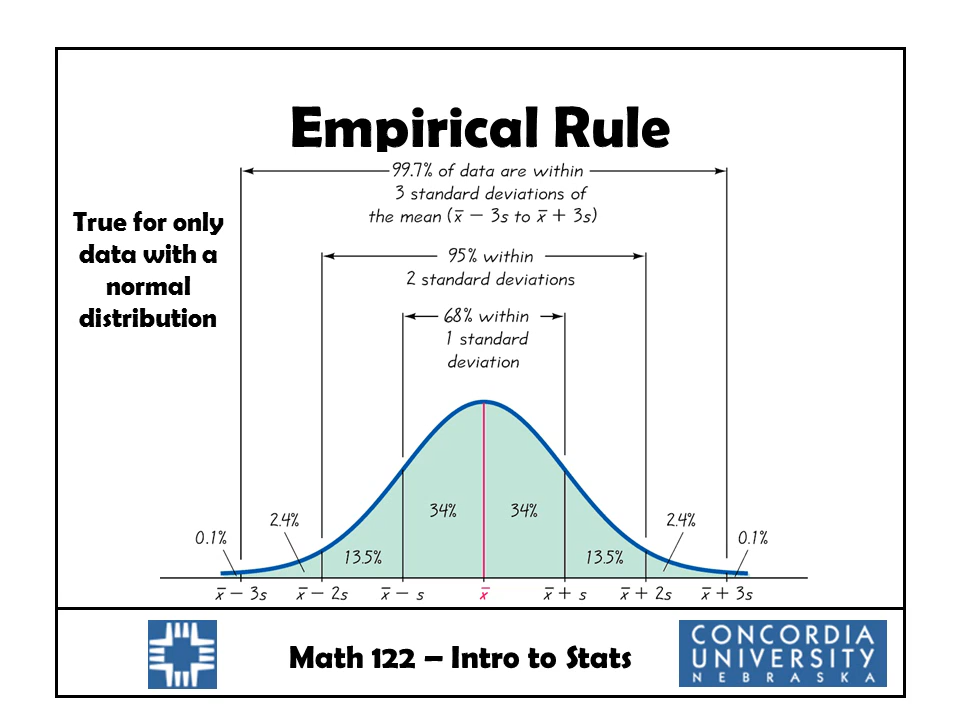 Empirical Rule
99.7% of data are within
3 standard deviations of
the mean (x̄ − 3s to x̄ + 3s)
True for only
data with a
normal
distribution
95% within
2 standard deviations
68% within
1 standard
deviation
34% 34%
2.4% 2.4%
0.1% 0.1%
13.5% 13.5%
x̄ − 3s x̄ − 2s x̄ − s x̄ x̄ + s x̄ + 2s x̄ + 3s
Math 122 – Intro to Stats
CONCORDIA
UNIVERSITY
NEBRASKA